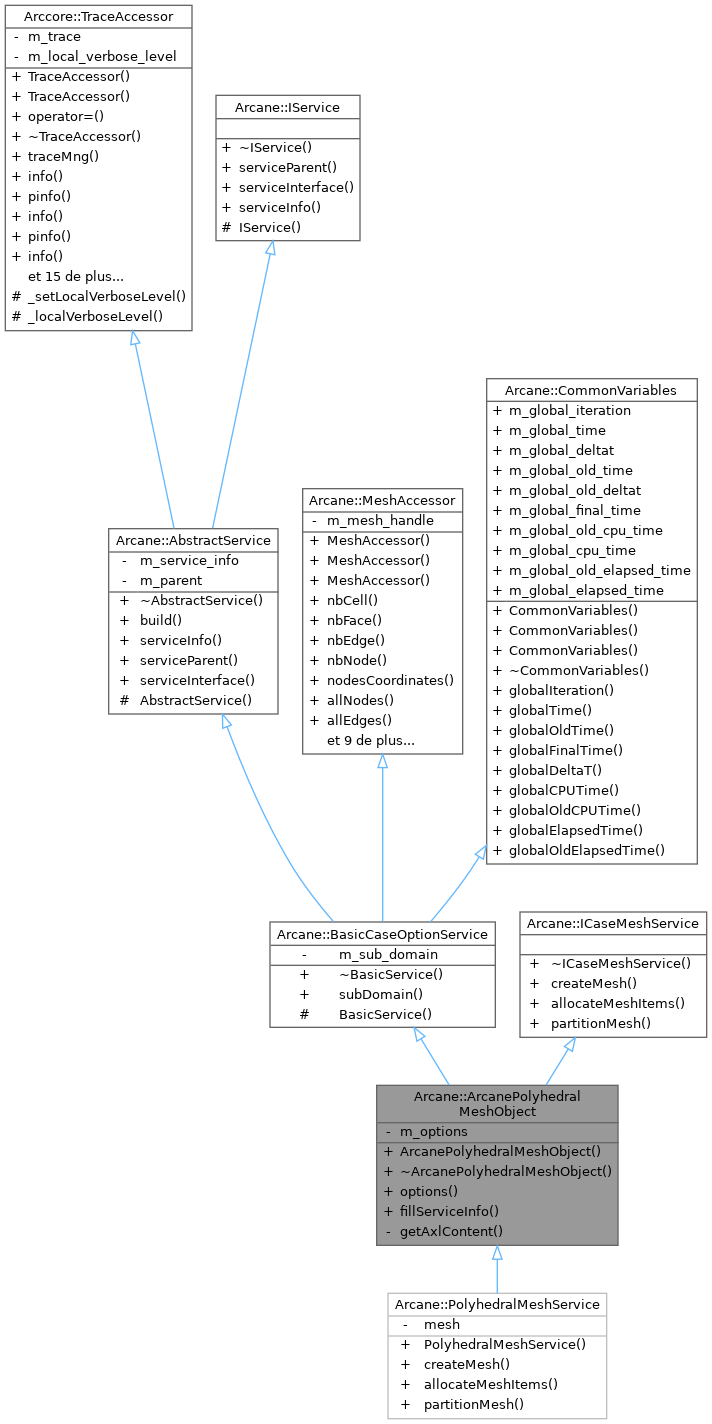 Arccore::TraceAccessor
- m_trace
- m_local_verbose_level
+ TraceAccessor()
+ TraceAccessor()
+ operator=()
+ ~TraceAccessor()
+ traceMng()
+ info()
+ pinfo()
+ info()
+ pinfo()
+ info()
et 15 de plus...
# _setLocalVerboseLevel()
# _localVerboseLevel()
Arcane::IService
+ ~IService()
+ serviceParent()
+ serviceInterface()
+ serviceInfo()
# IService()
Arcane::CommonVariables
+ m_global_iteration
+ m_global_time
+ m_global_deltat
+ m_global_old_time
+ m_global_old_deltat
+ m_global_final_time
+ m_global_old_cpu_time
+ m_global_cpu_time
+ m_global_old_elapsed_time
+ m_global_elapsed_time
+ CommonVariables()
+ CommonVariables()
+ CommonVariables()
+ ~CommonVariables()
+ globalIteration()
+ globalTime()
+ globalOldTime()
+ globalFinalTime()
+ globalDeltaT()
+ globalCPUTime()
+ globalOldCPUTime()
+ globalElapsedTime()
+ globalOldElapsedTime()
Arcane::MeshAccessor
- m_mesh_handle
+ MeshAccessor()
+ MeshAccessor()
+ MeshAccessor()
+ nbCell()
+ nbFace()
+ nbEdge()
+ nbNode()
+ nodesCoordinates()
+ allNodes()
+ allEdges()
et 9 de plus...
Arcane::AbstractService
- m_service_info
- m_parent
+ ~AbstractService()
+ build()
+ serviceInfo()
+ serviceParent()
+ serviceInterface()
# AbstractService()
Arcane::BasicCaseOptionService
- m_sub_domain
+ ~BasicService()
+ subDomain()
# BasicService()
Arcane::ICaseMeshService
+ ~ICaseMeshService()
+ createMesh()
+ allocateMeshItems()
+ partitionMesh()
Arcane::ArcanePolyhedral
MeshObject
- m_options
+ ArcanePolyhedralMeshObject()
+ ~ArcanePolyhedralMeshObject()
+ options()
+ fillServiceInfo()
- getAxlContent()
Arcane::PolyhedralMeshService
- mesh
+ PolyhedralMeshService()
+ createMesh()
+ allocateMeshItems()
+ partitionMesh()